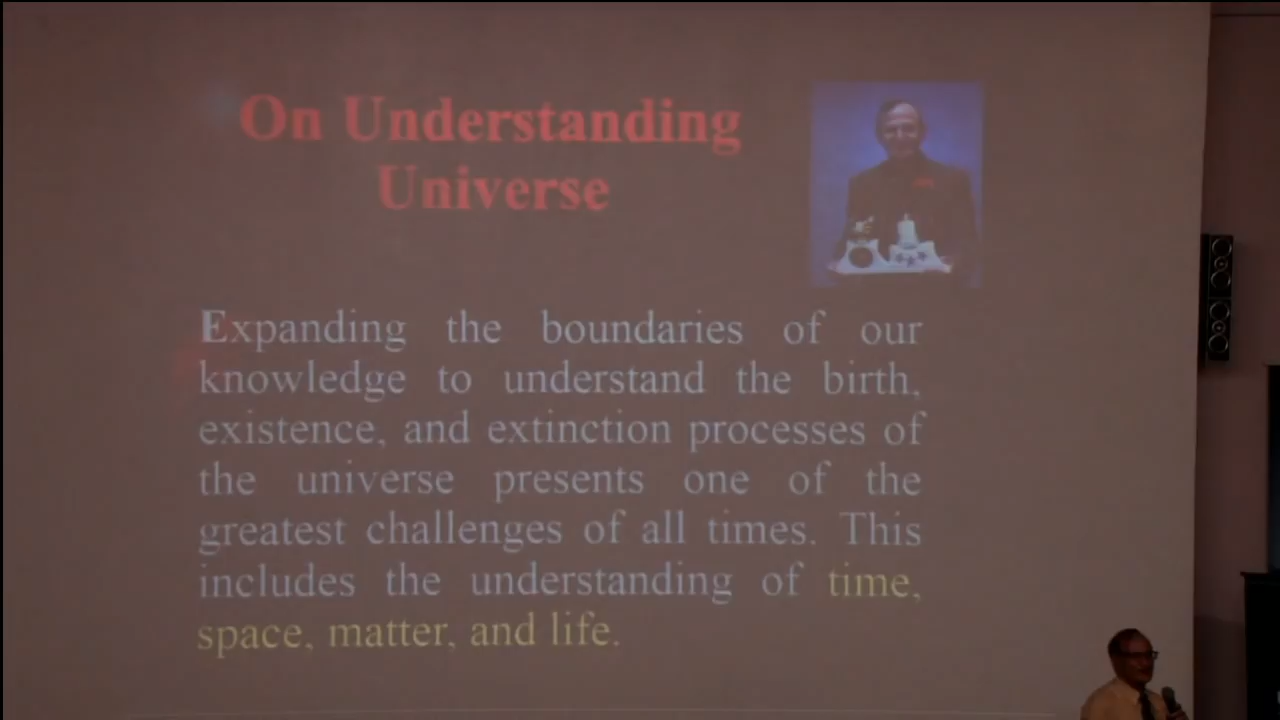 On Understanding
Universe
Expanding the boundaries of our
knowledge to understand the birth,
existence, and extinction processes of
the universe presents one of the
greatest challenges of all times. This
includes the understanding of time,
space, matter, and life.